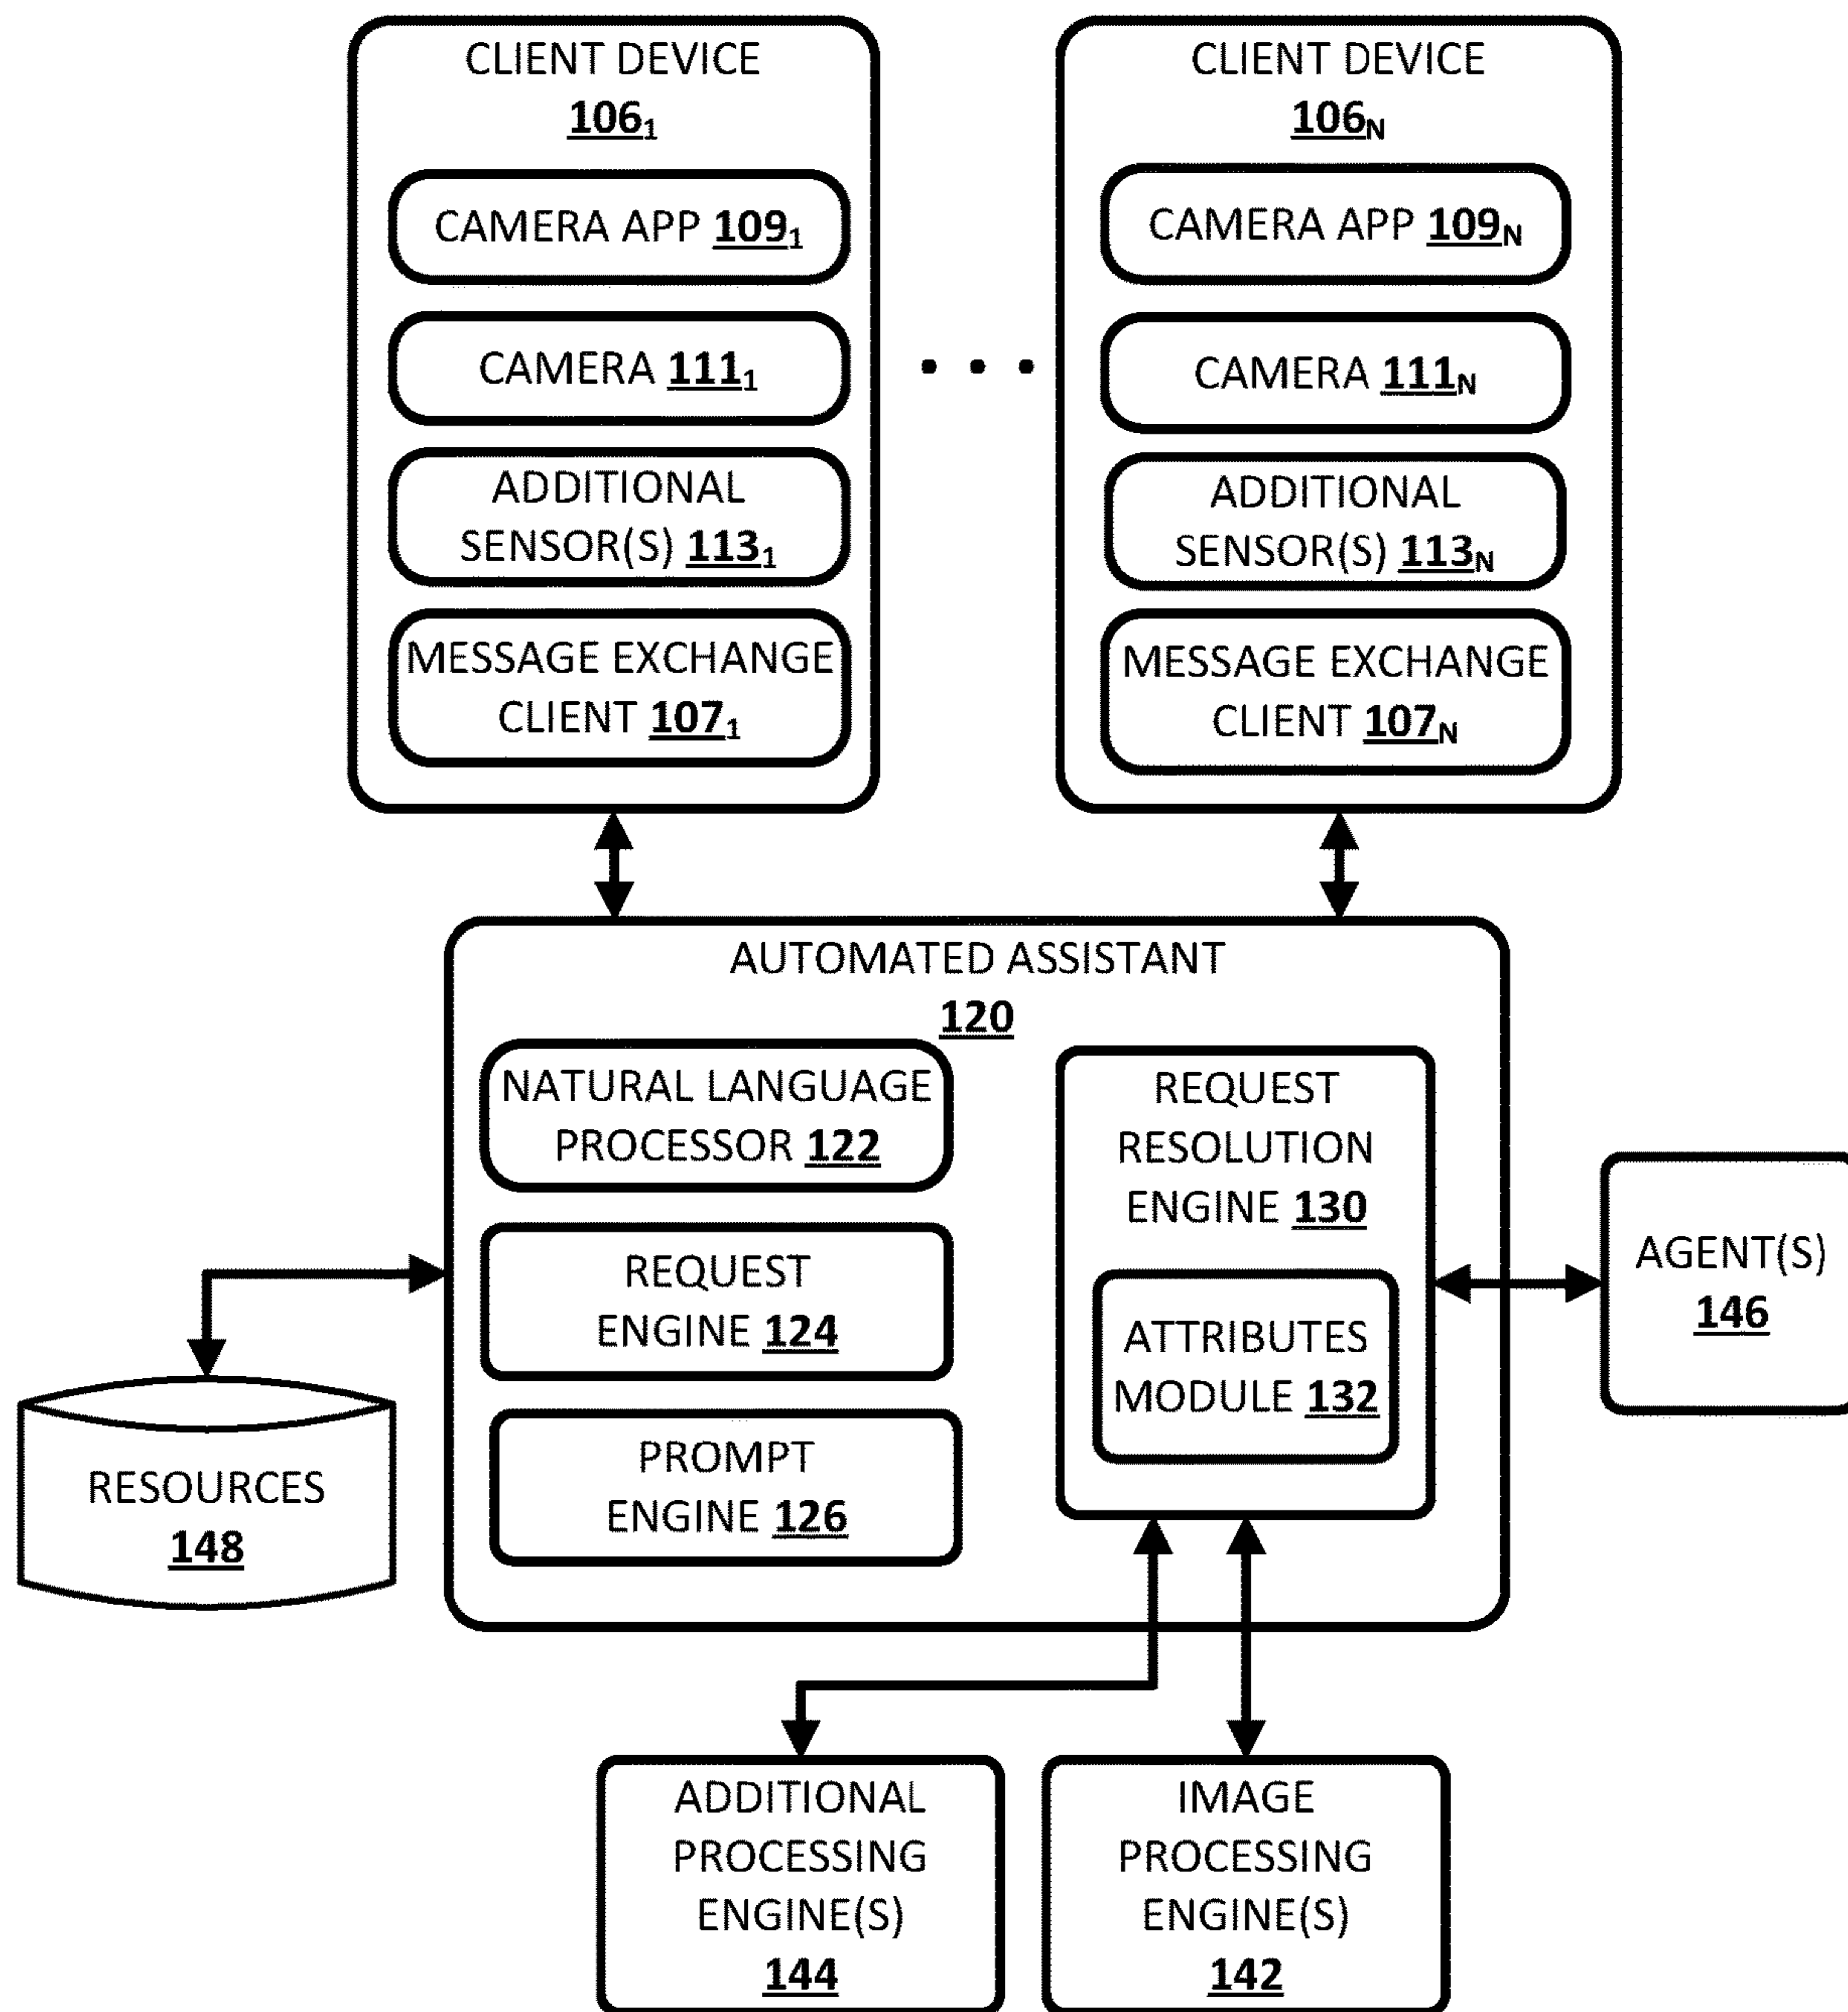 CLIENT DEVICE
106₁
CAMERA APP 109₁
CAMERA 111₁
ADDITIONAL
SENSOR(S) 113₁
MESSAGE EXCHANGE
CLIENT 107₁
CLIENT DEVICE
106N
CAMERA APP 109N
CAMERA 111N
ADDITIONAL
SENSOR(S) 113N
MESSAGE EXCHANGE
CLIENT 107N
AUTOMATED ASSISTANT
120
NATURAL LANGUAGE
PROCESSOR 122
REQUEST
ENGINE 124
PROMPT
ENGINE 126
REQUEST
RESOLUTION
ENGINE 130
ATTRIBUTES
MODULE 132
AGENT(S)
146
RESOURCES
148
ADDITIONAL
PROCESSING
ENGINE(S)
144
IMAGE
PROCESSING
ENGINE(S)
142